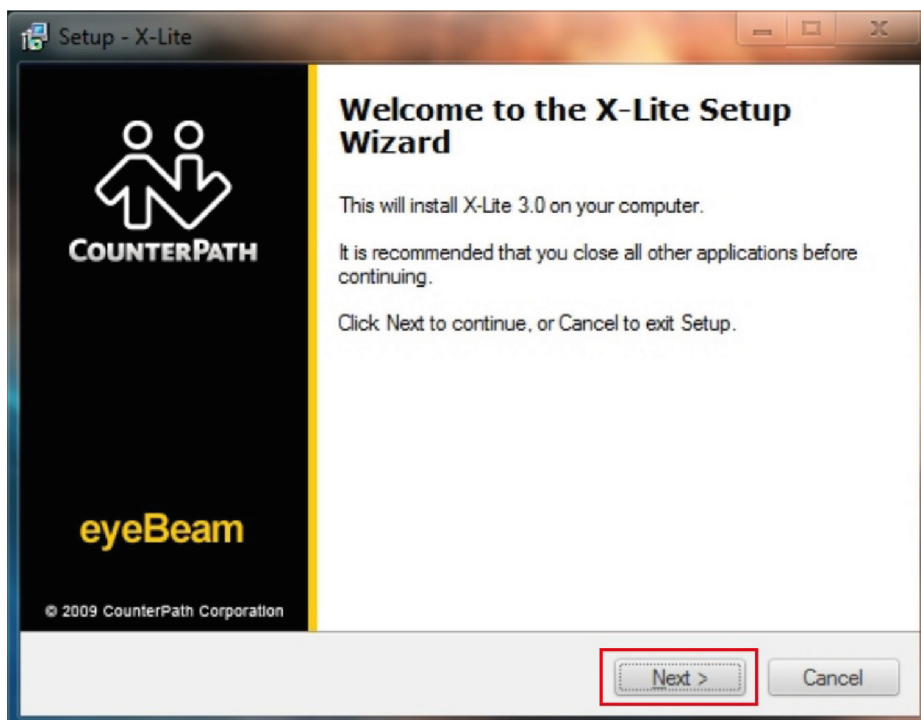 Setup - X-Lite
COUNTERPATH
eyeBeam
© 2009 CounterPath Corporation
Welcome to the X-Lite Setup
Wizard
This will install X-Lite 3.0 on your computer.
It is recommended that you close all other applications before
continuing.
Click Next to continue, or Cancel to exit Setup.
Next >
Cancel